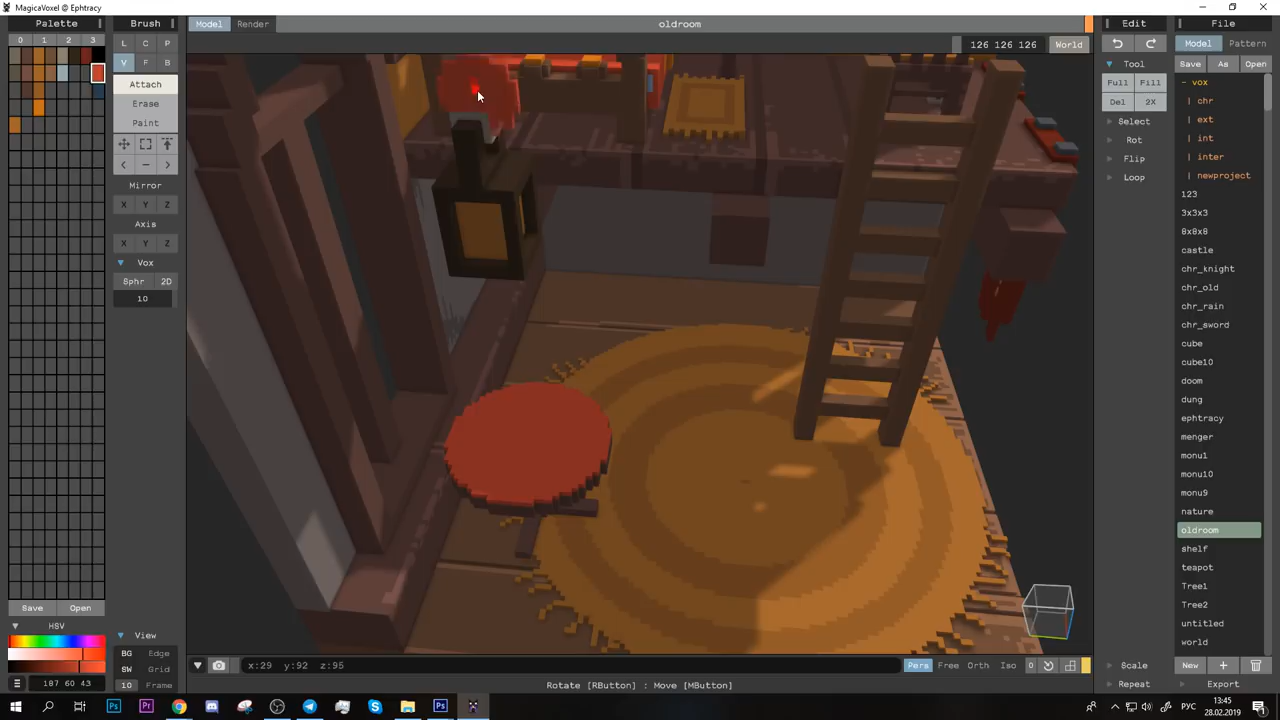 MagicaVoxel @ Ephtracy
Palette
Brush
Model
Render
oldroom
Edit
File
0
1
2
3
L
C
P
V
F
B
126 126 126
World
Model
Pattern
Attach
Erase
Paint
Tool
Full
Fill
Del
2X
Select
Rot
Flip
Loop
Save
As
Open
- vox
| chr
| ext
| int
| inter
| newproject
123
3x3x3
8x8x8
castle
chr_knight
chr_old
chr_rain
chr_sword
cube
cube10
doom
dung
ephtracy
menger
monu1
monu10
monu9
nature
oldroom
shelf
teapot
Tree1
Tree2
untitled
world
Mirror
X
Y
Z
Axis
X
Y
Z
Vox
Sphr
2D
10
Save
Open
HSV
187 60 43
View
BG
Edge
SW
Grid
10
Frame
x:29 y:92 z:95
Pers
Free
Orth
Iso
0
Rotate [RButton] : Move [MButton]
Scale
Repeat
New
+
Export
Ps
Pr
Ps
РУС
13:45
28.02.2019
1